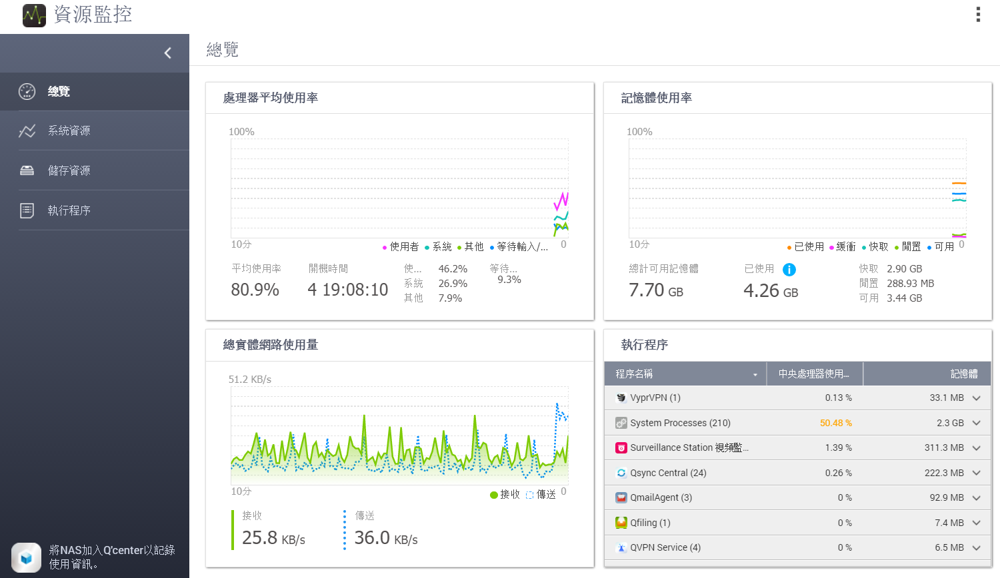 資源監控
總覽
總覽
系統資源
儲存資源
執行程序
將NAS加入Q'center以記錄
使用資訊。
處理器平均使用率
100%
10分
0
使用者 系統 其他 等待輸入/...
平均使用率
80.9%
開機時間
4 19:08:10
使... 46.2%
系統 26.9%
其他 7.9%
等待...
9.3%
記憶體使用率
100%
10分
0
已使用 緩衝 快取 閒置 可用
總計可用記憶體
7.70 GB
已使用
4.26 GB
快取 2.90 GB
閒置 288.93 MB
可用 3.44 GB
總實體網路使用量
51.2 KB/s
10分
0
接收 傳送
接收
25.8 KB/s
傳送
36.0 KB/s
執行程序
程序名稱 中央處理器使用... 記憶體
VyprVPN (1) 0.13 % 33.1 MB
System Processes (210) 50.48 % 2.3 GB
Surveillance Station 視頻監... 1.39 % 311.3 MB
Qsync Central (24) 0.26 % 222.3 MB
QmailAgent (3) 0 % 92.9 MB
Qfiling (1) 0 % 7.4 MB
QVPN Service (4) 0 % 6.5 MB